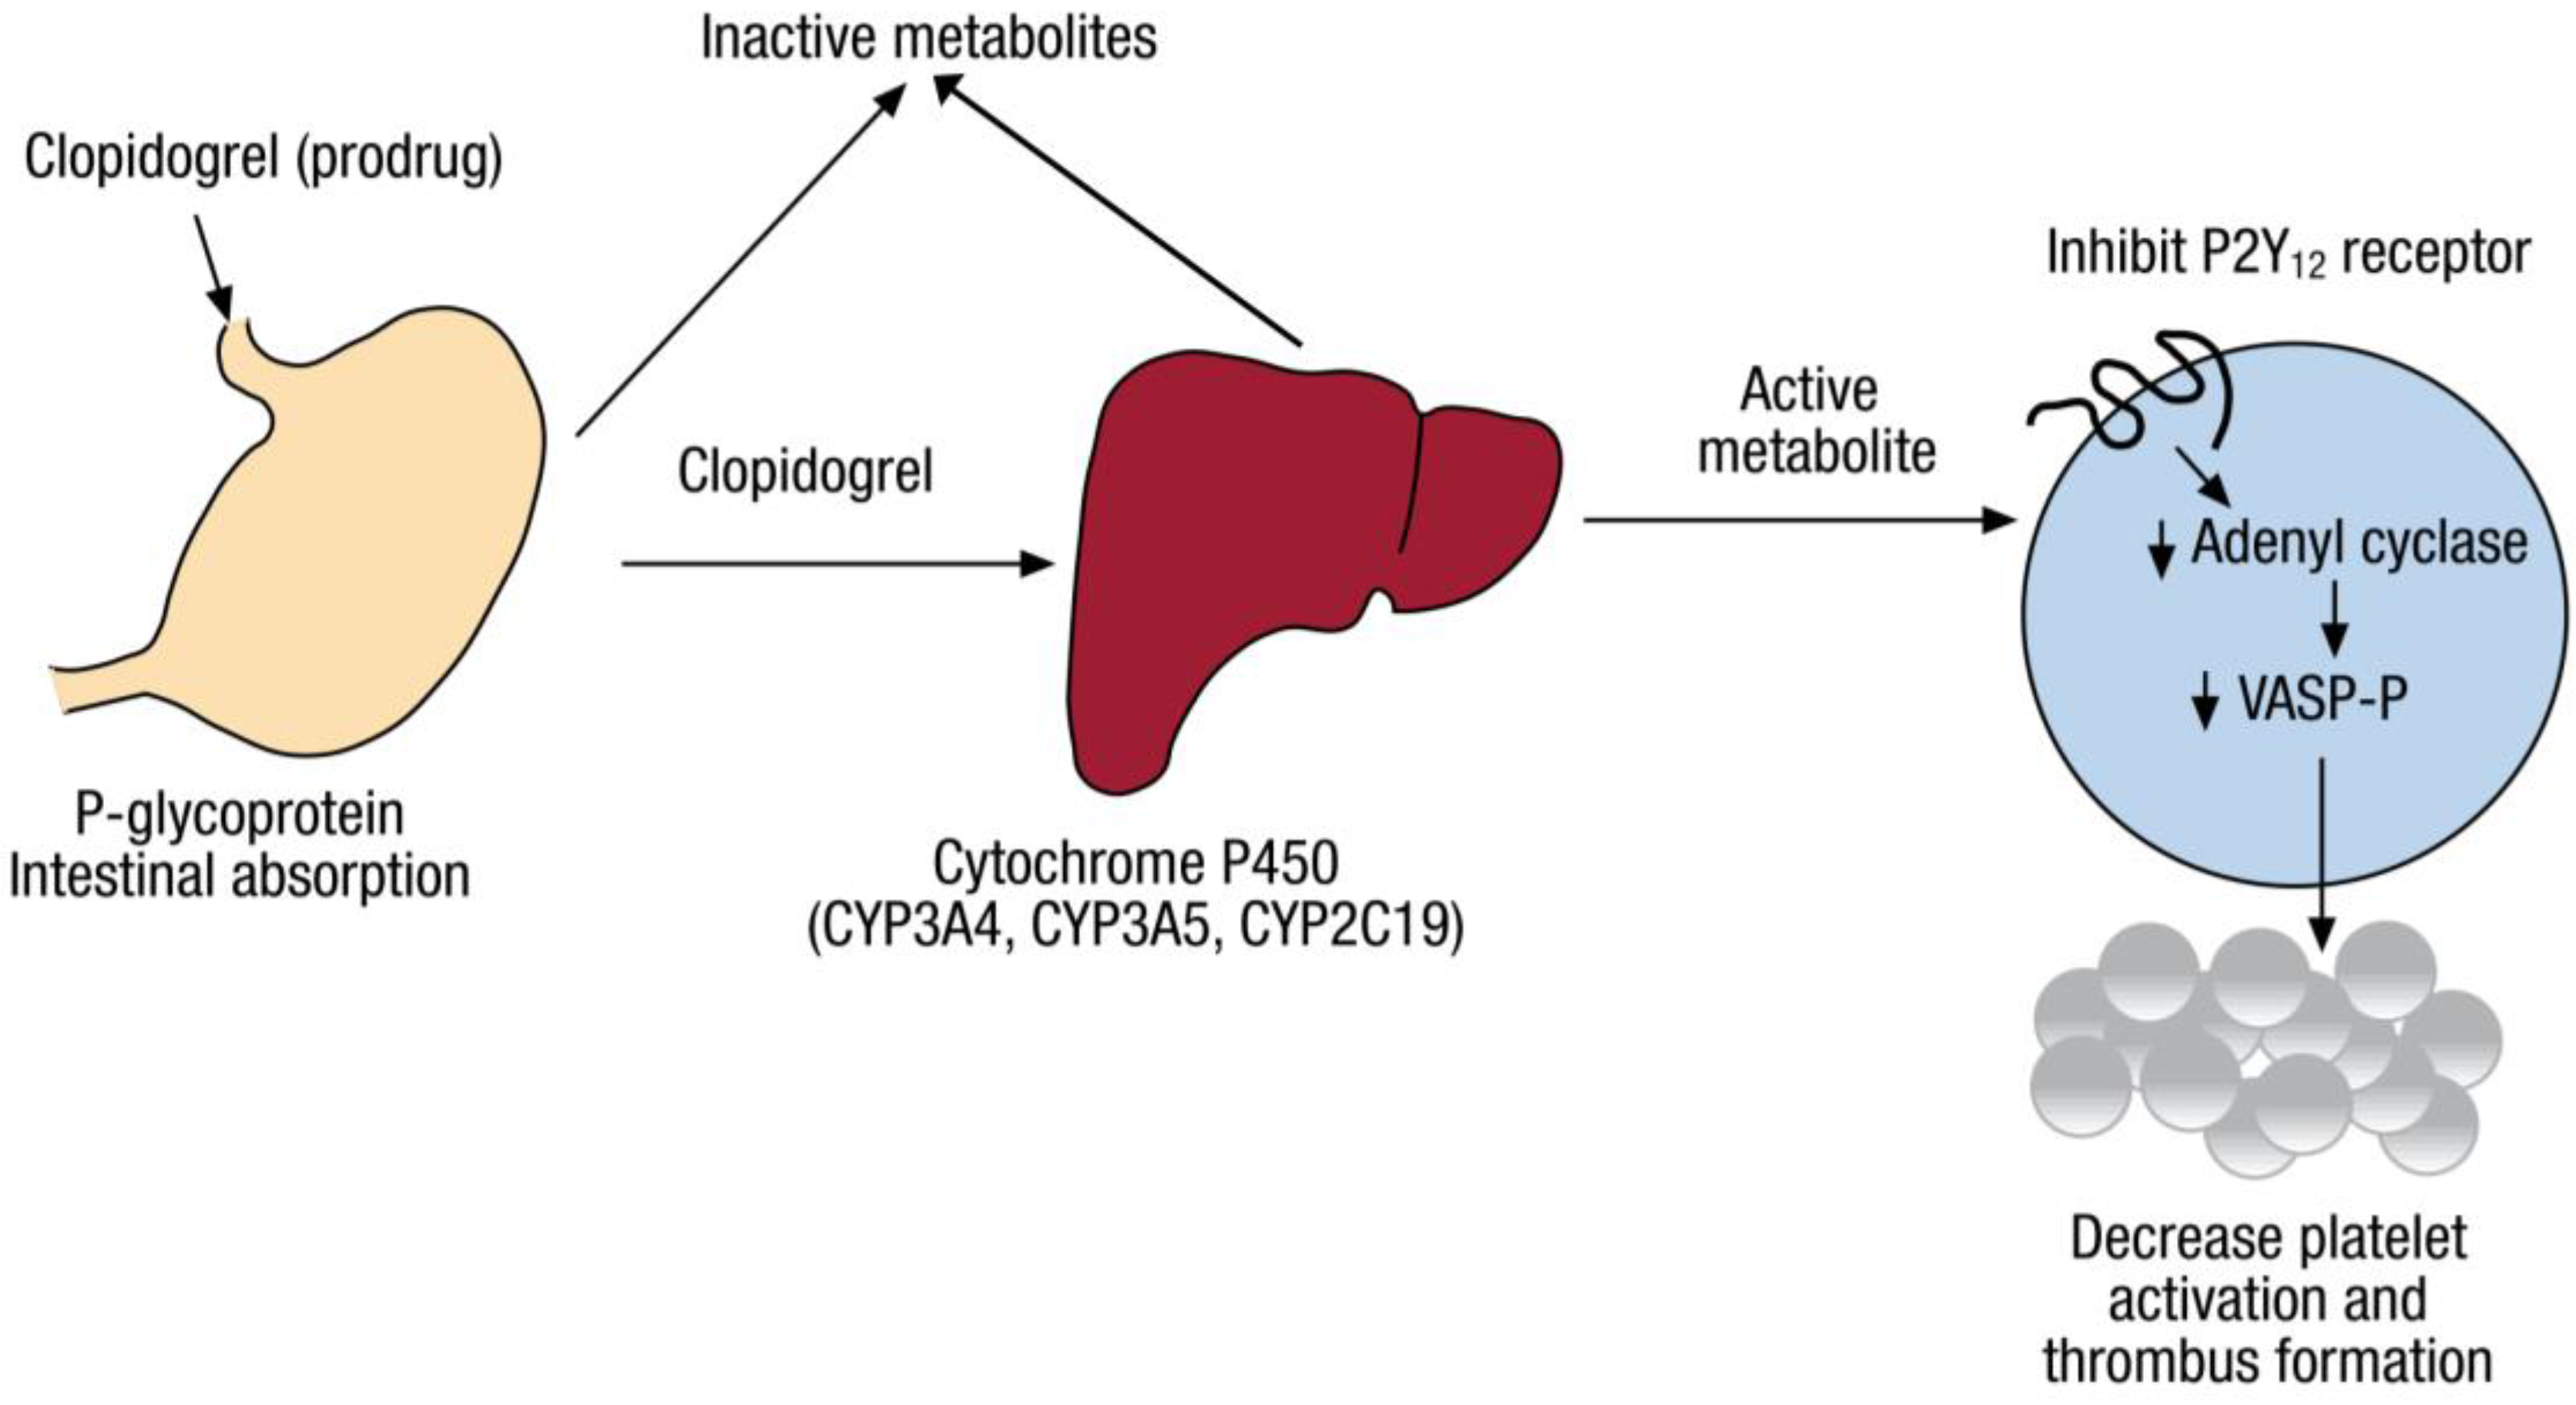 Inactive metabolites
Clopidogrel (prodrug)
Inhibit P2Y₁₂ receptor
Clopidogrel
Active
metabolite
Adenyl cyclase
VASP-P
P-glycoprotein
Intestinal absorption
Cytochrome P450
(CYP3A4, CYP3A5, CYP2C19)
Decrease platelet
activation and
thrombus formation